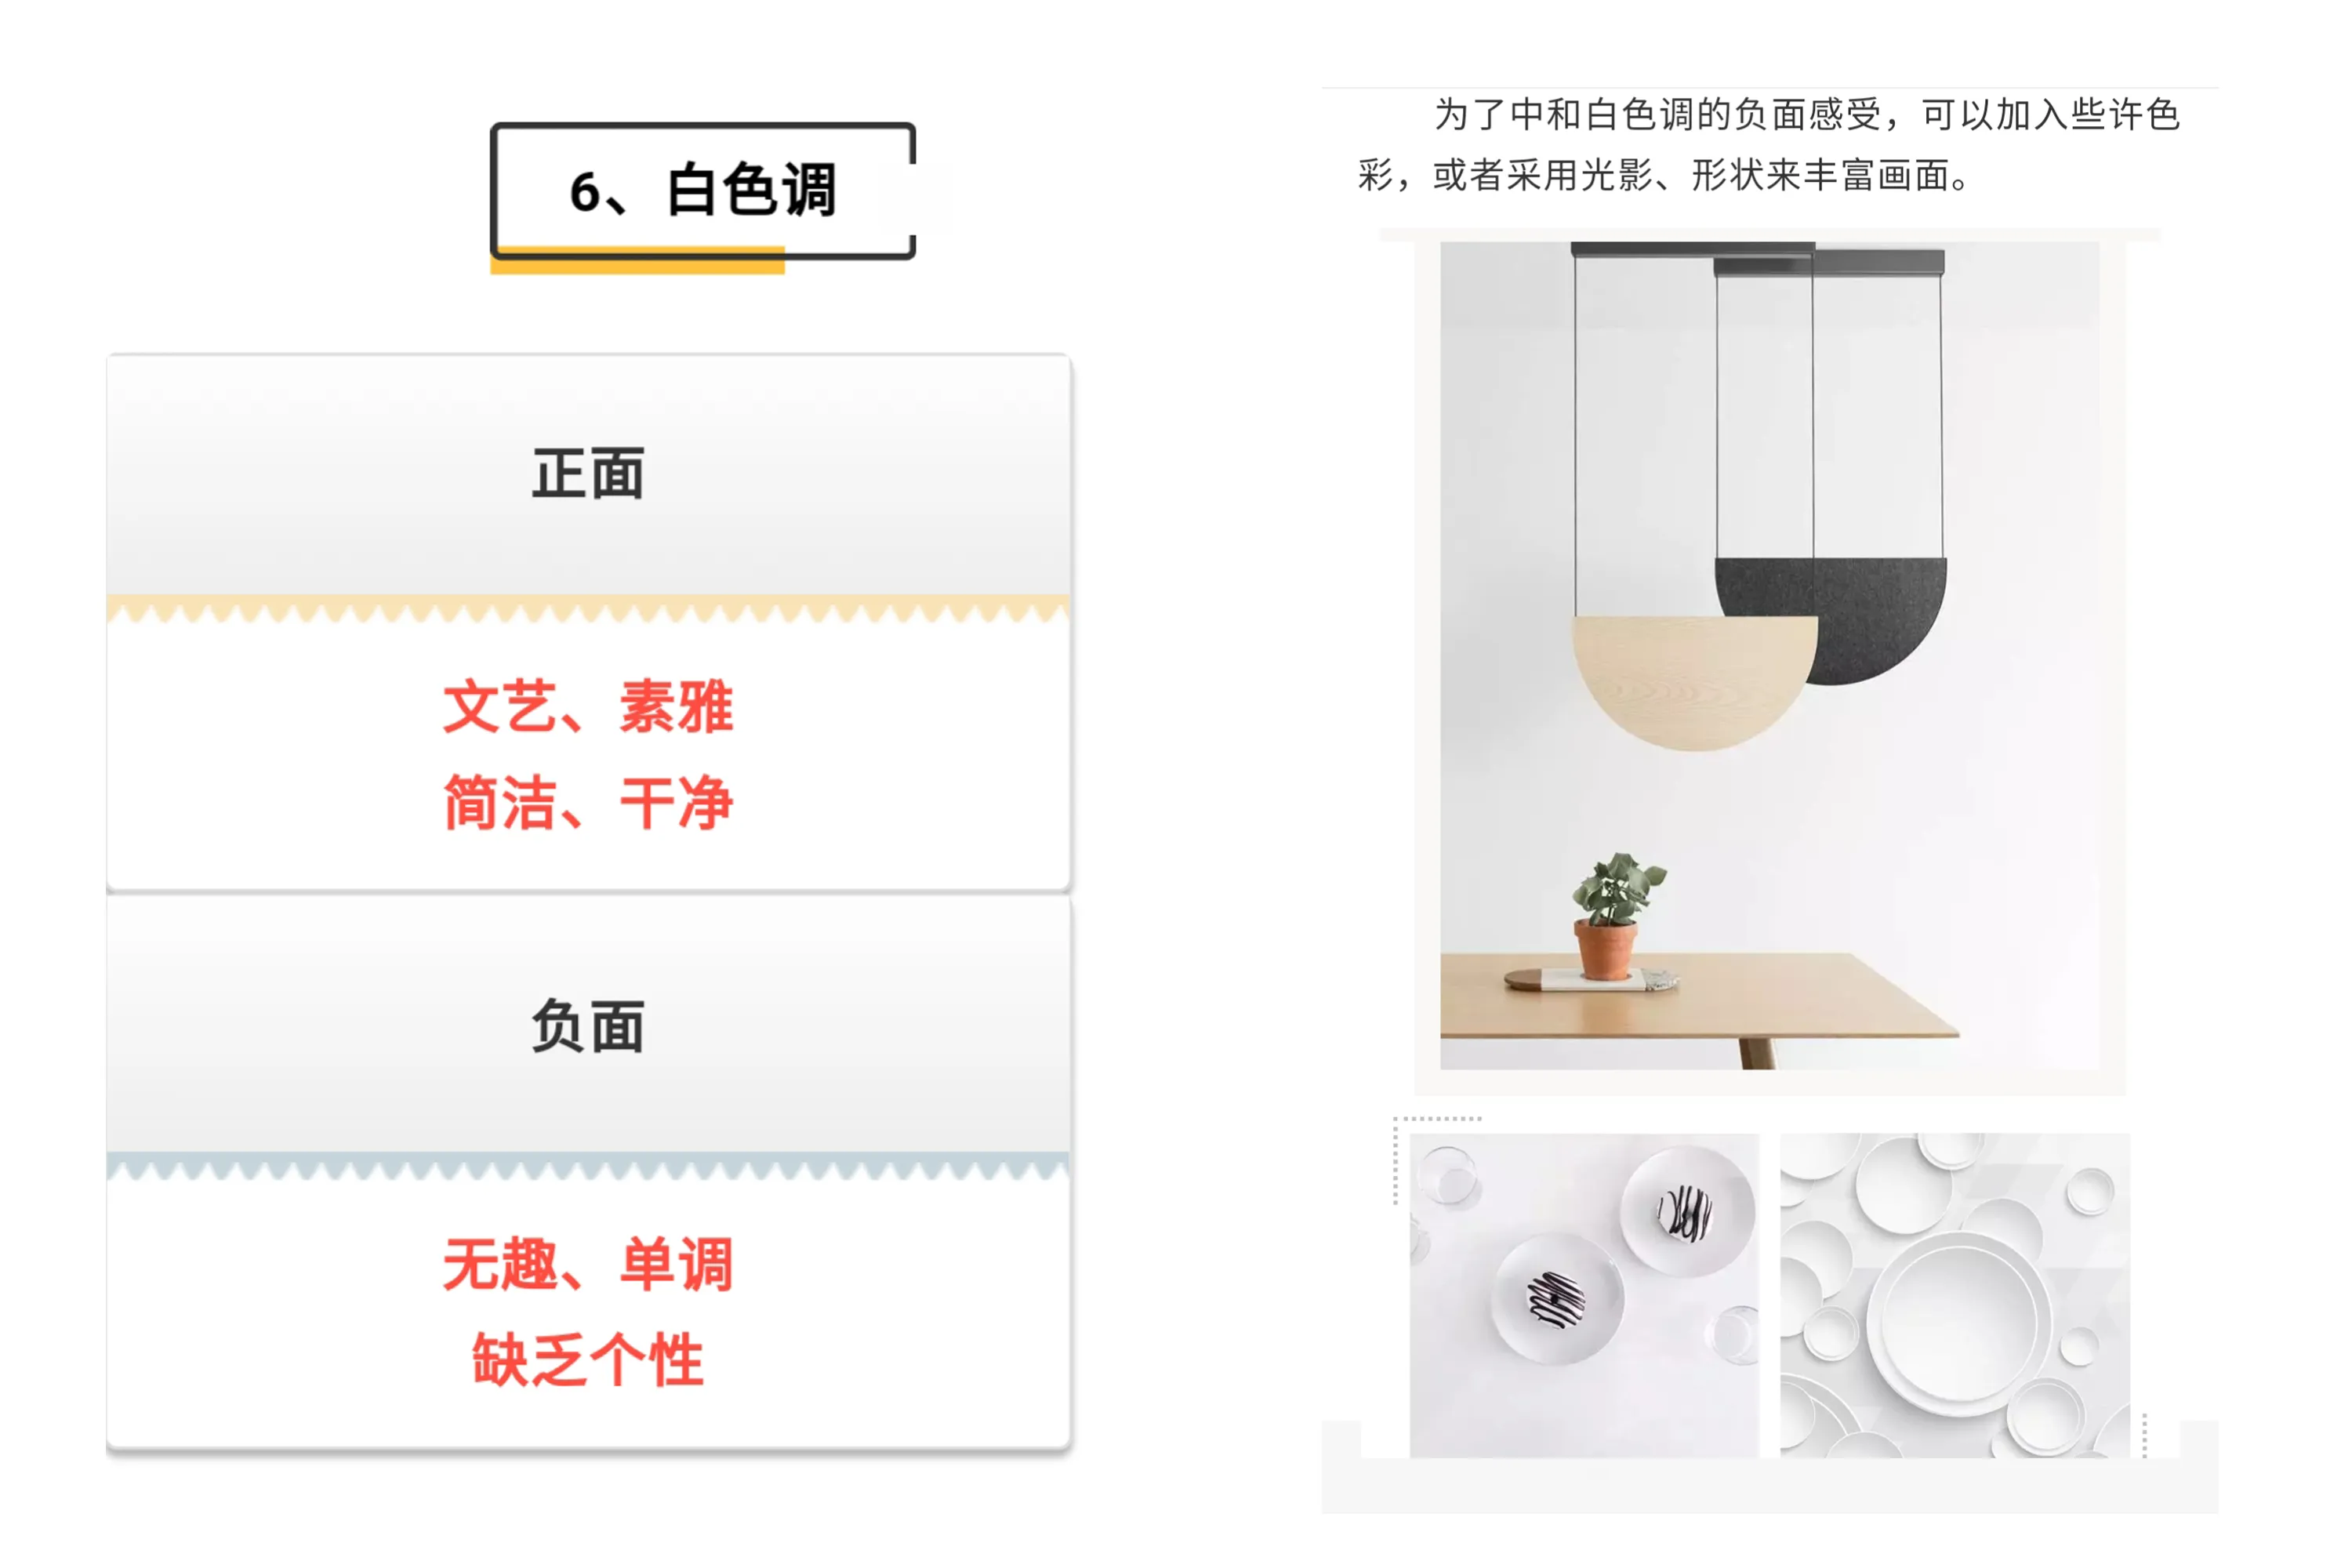 6、白色调
正面
文艺、素雅
简洁、干净
负面
无趣、单调
缺乏个性
为了中和白色调的负面感受，可以加入些许色
彩，或者采用光影、形状来丰富画面。